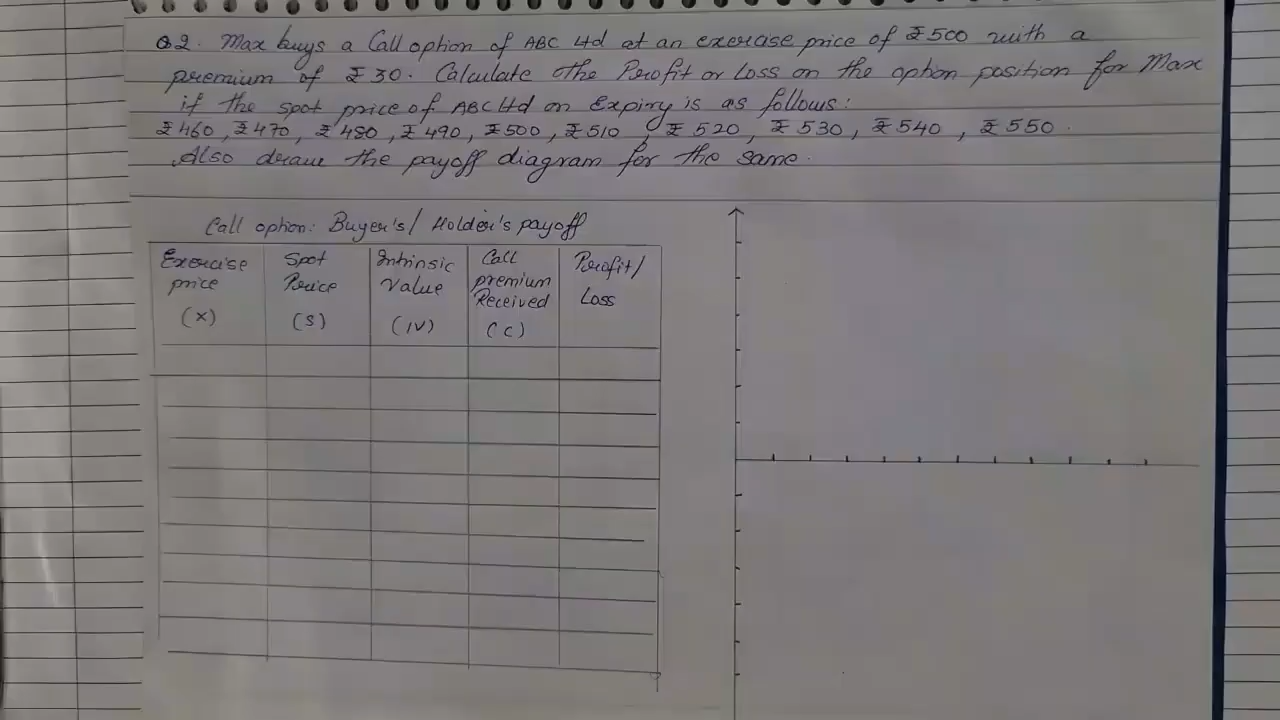 Q 2. Max buys a Call option of ABC Ltd at an exercise price of ₹500 with a
premium of ₹30. Calculate the Profit or Loss on the option position for Max
if the spot price of ABC Ltd on Expiry is as follows:
₹460, ₹470, ₹480, ₹490, ₹500, ₹510, ₹520, ₹530, ₹540, ₹550.
Also draw the payoff diagram for the same.
Call option: Buyer's/ Holder's payoff
Exercise price (X)
Spot Price (S)
Intrinsic Value (IV)
Call premium Received (C)
Profit/ Loss